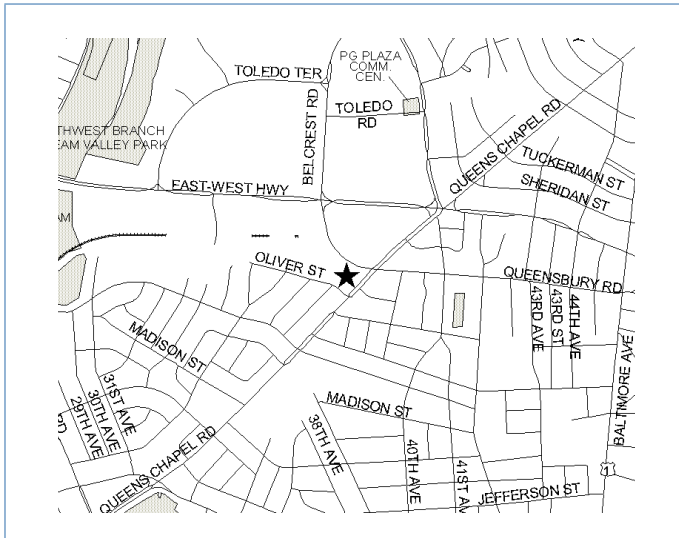 PG PLAZA
COMM.
CEN.
TOLEDO TER
TOLEDO
RD
BELCREST RD
QUEENS CHAPEL RD
THWEST BRANCH
EAM VALLEY PARK
TUCKERMAN ST
SHERIDAN ST
EAST-WEST HWY
AM
OLIVER ST
QUEENSBURY RD
43RD AVE
43RD ST
44TH AVE
BALTIMORE AVE
MADISON ST
31ST AVE
30TH AVE
29TH AVE
RD
MADISON ST
38TH AVE
40TH AVE
41ST AV
QUEENS CHAPEL RD
1
JEFFERSON ST